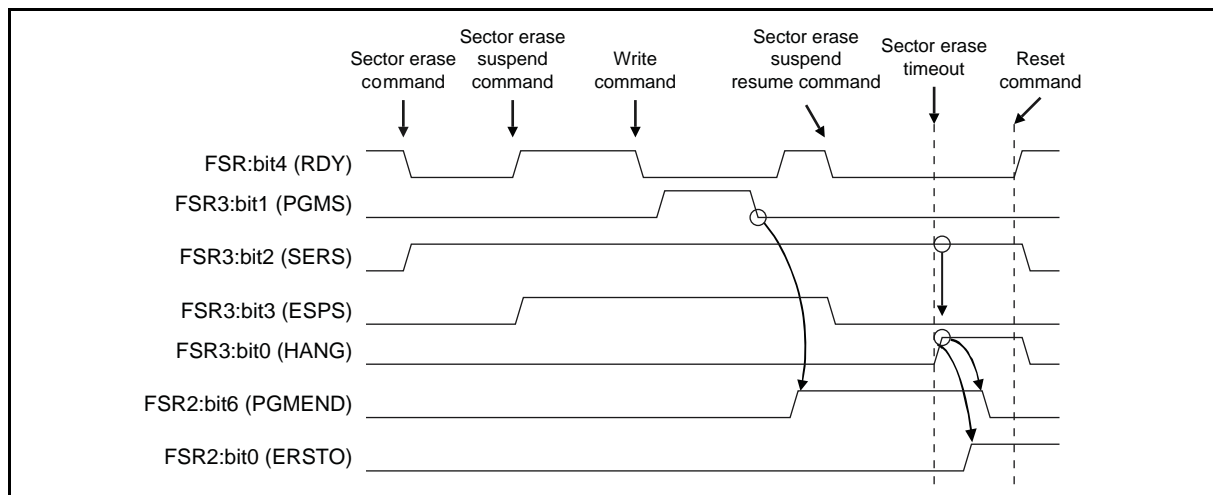 Sector erase
command
Sector erase
suspend
command
Write
command
Sector erase
suspend
resume command
Sector erase
timeout
Reset
command
FSR:bit4 (RDY)
FSR3:bit1 (PGMS)
FSR3:bit2 (SERS)
FSR3:bit3 (ESPS)
FSR3:bit0 (HANG)
FSR2:bit6 (PGMEND)
FSR2:bit0 (ERSTO)